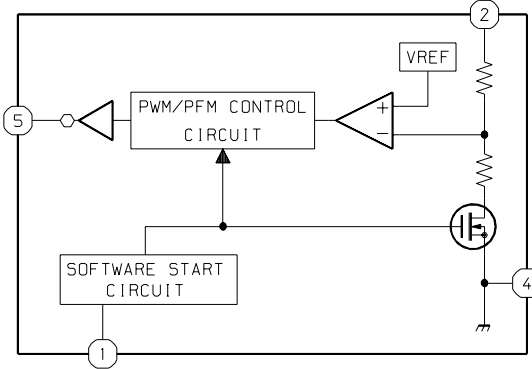 2
VREF
PWM/PFM CONTROL
CIRCUIT
+
−
5
SOFTWARE START
CIRCUIT
4
1